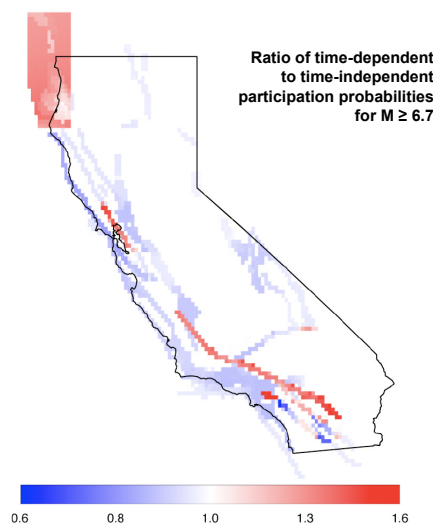 Ratio of time-dependent
to time-independent
participation probabilities
for M ≥ 6.7
0.6 0.8 1.0 1.3 1.6